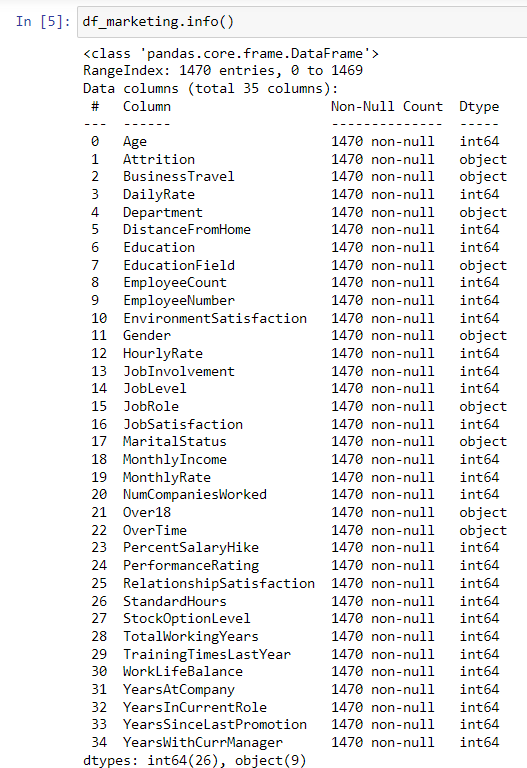 In [5]: df_marketing.info()
<class 'pandas.core.frame.DataFrame'>
RangeIndex: 1470 entries, 0 to 1469
Data columns (total 35 columns):
 #   Column                    Non-Null Count  Dtype
---  ------                    --------------  -----
 0   Age                       1470 non-null   int64
 1   Attrition                 1470 non-null   object
 2   BusinessTravel            1470 non-null   object
 3   DailyRate                 1470 non-null   int64
 4   Department                1470 non-null   object
 5   DistanceFromHome          1470 non-null   int64
 6   Education                 1470 non-null   int64
 7   EducationField            1470 non-null   object
 8   EmployeeCount             1470 non-null   int64
 9   EmployeeNumber            1470 non-null   int64
 10  EnvironmentSatisfaction   1470 non-null   int64
 11  Gender                    1470 non-null   object
 12  HourlyRate                1470 non-null   int64
 13  JobInvolvement            1470 non-null   int64
 14  JobLevel                  1470 non-null   int64
 15  JobRole                   1470 non-null   object
 16  JobSatisfaction           1470 non-null   int64
 17  MaritalStatus             1470 non-null   object
 18  MonthlyIncome             1470 non-null   int64
 19  MonthlyRate               1470 non-null   int64
 20  NumCompaniesWorked        1470 non-null   int64
 21  Over18                    1470 non-null   object
 22  OverTime                  1470 non-null   object
 23  PercentSalaryHike         1470 non-null   int64
 24  PerformanceRating         1470 non-null   int64
 25  RelationshipSatisfaction  1470 non-null   int64
 26  StandardHours             1470 non-null   int64
 27  StockOptionLevel          1470 non-null   int64
 28  TotalWorkingYears         1470 non-null   int64
 29  TrainingTimesLastYear     1470 non-null   int64
 30  WorkLifeBalance           1470 non-null   int64
 31  YearsAtCompany            1470 non-null   int64
 32  YearsInCurrentRole        1470 non-null   int64
 33  YearsSinceLastPromotion   1470 non-null   int64
 34  YearsWithCurrManager      1470 non-null   int64
dtypes: int64(26), object(9)